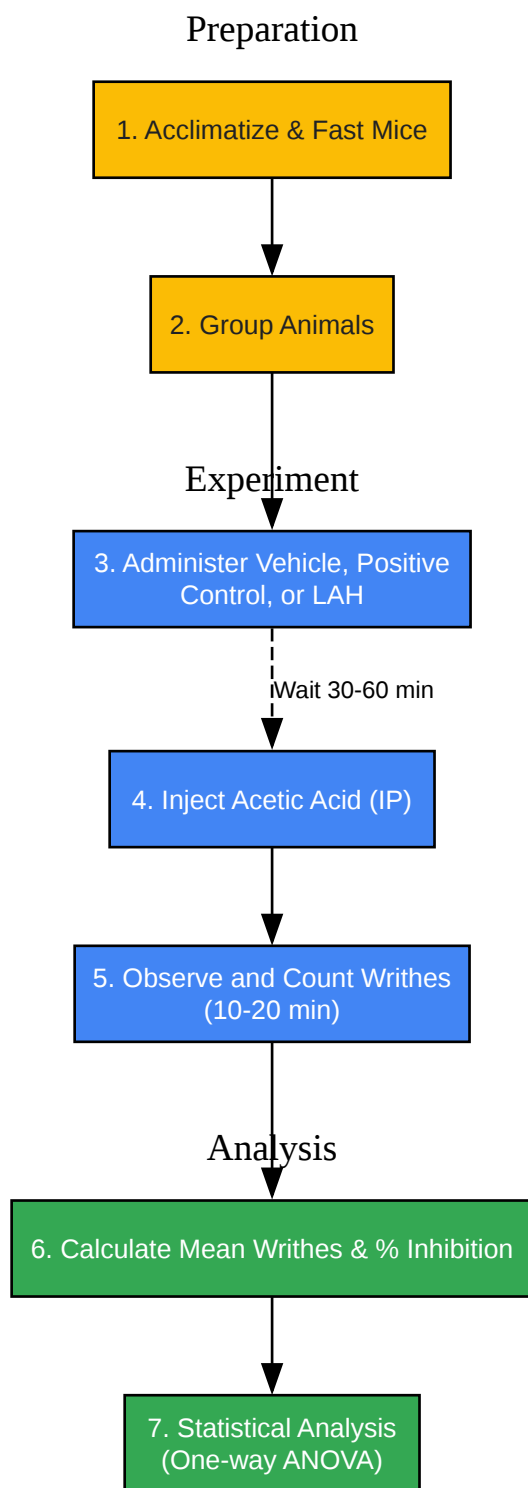 Preparation
1. Acclimatize & Fast Mice
2. Group Animals
Experiment
3. Administer Vehicle, Positive
Control, or LAH
Wait 30-60 min
4. Inject Acetic Acid (IP)
5. Observe and Count Writhes
(10-20 min)
Analysis
6. Calculate Mean Writhes & % Inhibition
7. Statistical Analysis
(One-way ANOVA)